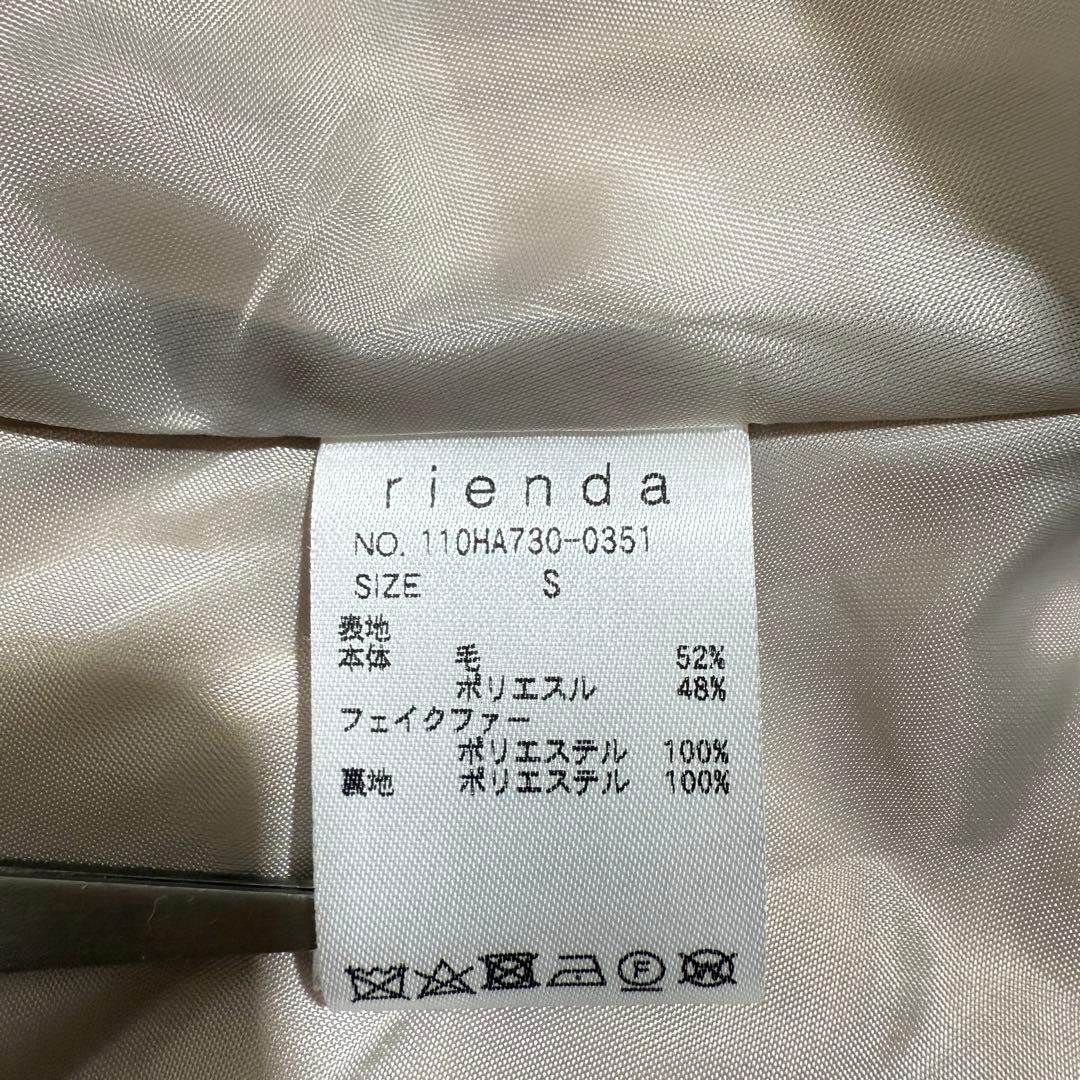 rienda
NO. 110HA730-0351
SIZE S
表地
本体 毛 52%
ポリエスル 48%
フェイクファー
ポリエステル 100%
裏地 ポリエステル 100%
F W